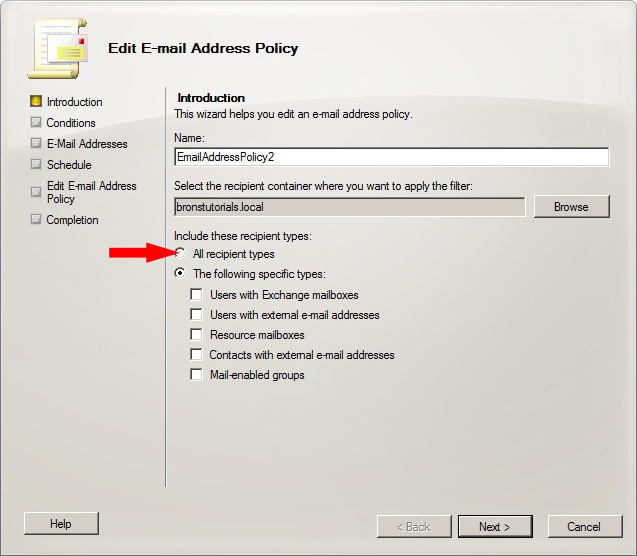 Edit E-mail Address Policy
Introduction
Conditions
E-Mail Addresses
Schedule
Edit E-mail Address
Policy
Completion
Introduction
This wizard helps you edit an e-mail address policy.
Name:
EmailAddressPolicy2
Select the recipient container where you want to apply the filter:
bronstutorials.local
Browse
Include these recipient types:
All recipient types
The following specific types:
Users with Exchange mailboxes
Users with external e-mail addresses
Resource mailboxes
Contacts with external e-mail addresses
Mail-enabled groups
Help
< Back
Next >
Cancel